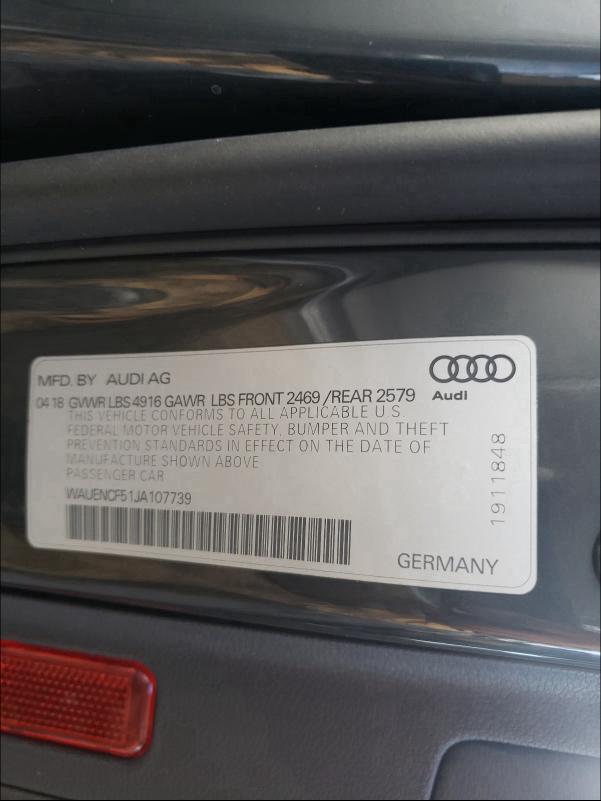 MFD. BY AUDI AG
04 18 GVWR LBS 4916 GAWR LBS FRONT 2469 /REAR 2579
THIS VEHICLE CONFORMS TO ALL APPLICABLE U.S.
FEDERAL MOTOR VEHICLE SAFETY, BUMPER AND THEFT
PREVENTION STANDARDS IN EFFECT ON THE DATE OF
MANUFACTURE SHOWN ABOVE
PASSENGER CAR
WAUENCF51JA107739
Audi
1911848
GERMANY